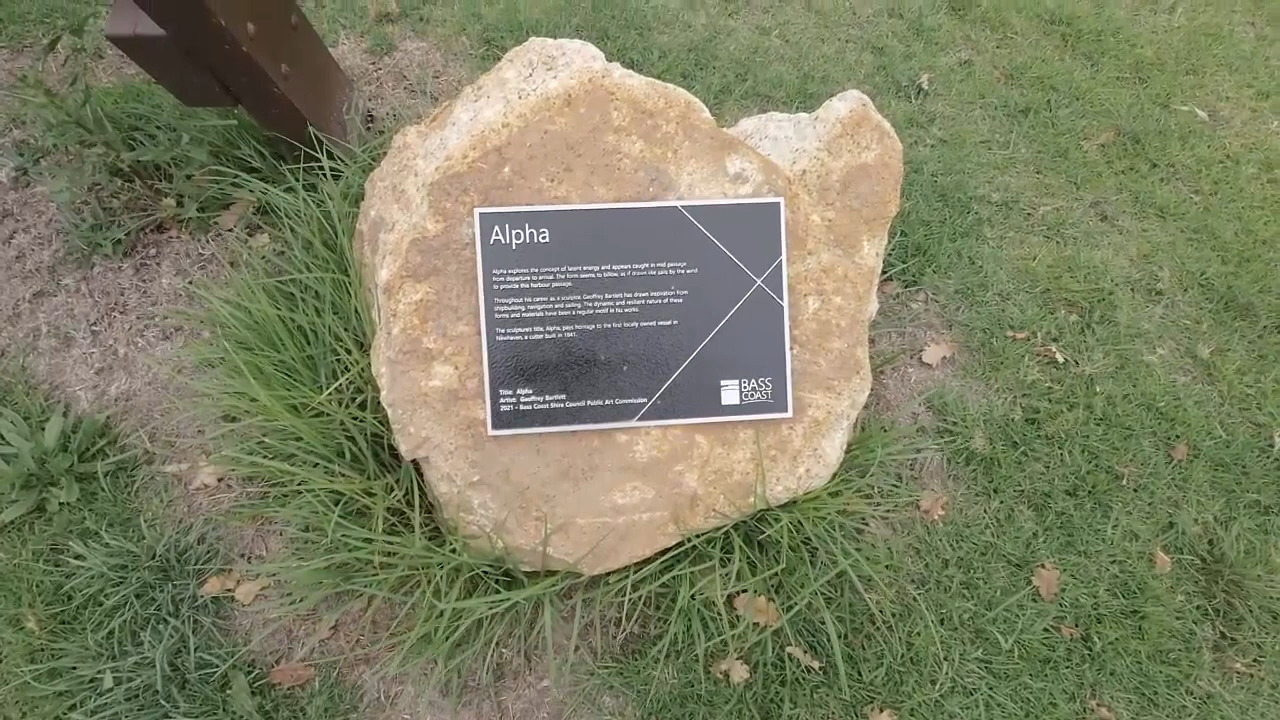 Alpha
Alpha explores the concept of latent energy and appears caught in mid passage
from departure to arrival. The form seems to billow, as if drawn like sails by the wind
to provide this harbour passage.
Throughout his career as a sculptor, Geoffrey Bartlett has drawn inspiration from
shipbuilding, navigation and sailing. The dynamic and resilient nature of these
forms and materials have been a regular motif in his works.
The sculptures title, Alpha, pays homage to the first locally owned vessel in
Newhaven, a cutter built in 1841.
Title: Alpha
Artist: Geoffrey Bartlett
2021 - Bass Coast Shire Council Public Art Commission
BASS
COAST